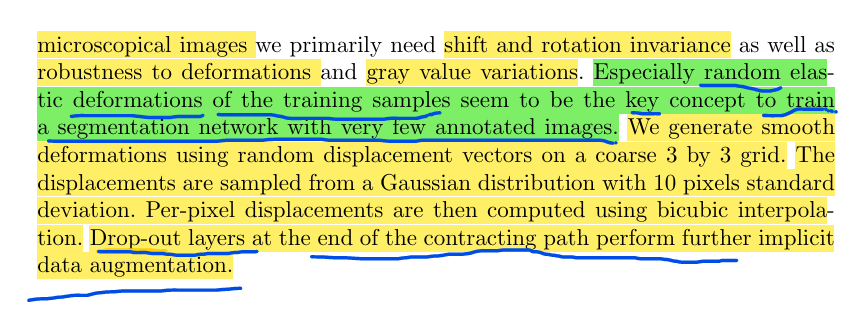 microscopical images we primarily need shift and rotation invariance as well as
robustness to deformations and gray value variations. Especially random elas-
tic deformations of the training samples seem to be the key concept to train
a segmentation network with very few annotated images. We generate smooth
deformations using random displacement vectors on a coarse 3 by 3 grid. The
displacements are sampled from a Gaussian distribution with 10 pixels standard
deviation. Per-pixel displacements are then computed using bicubic interpola-
tion. Drop-out layers at the end of the contracting path perform further implicit
data augmentation.